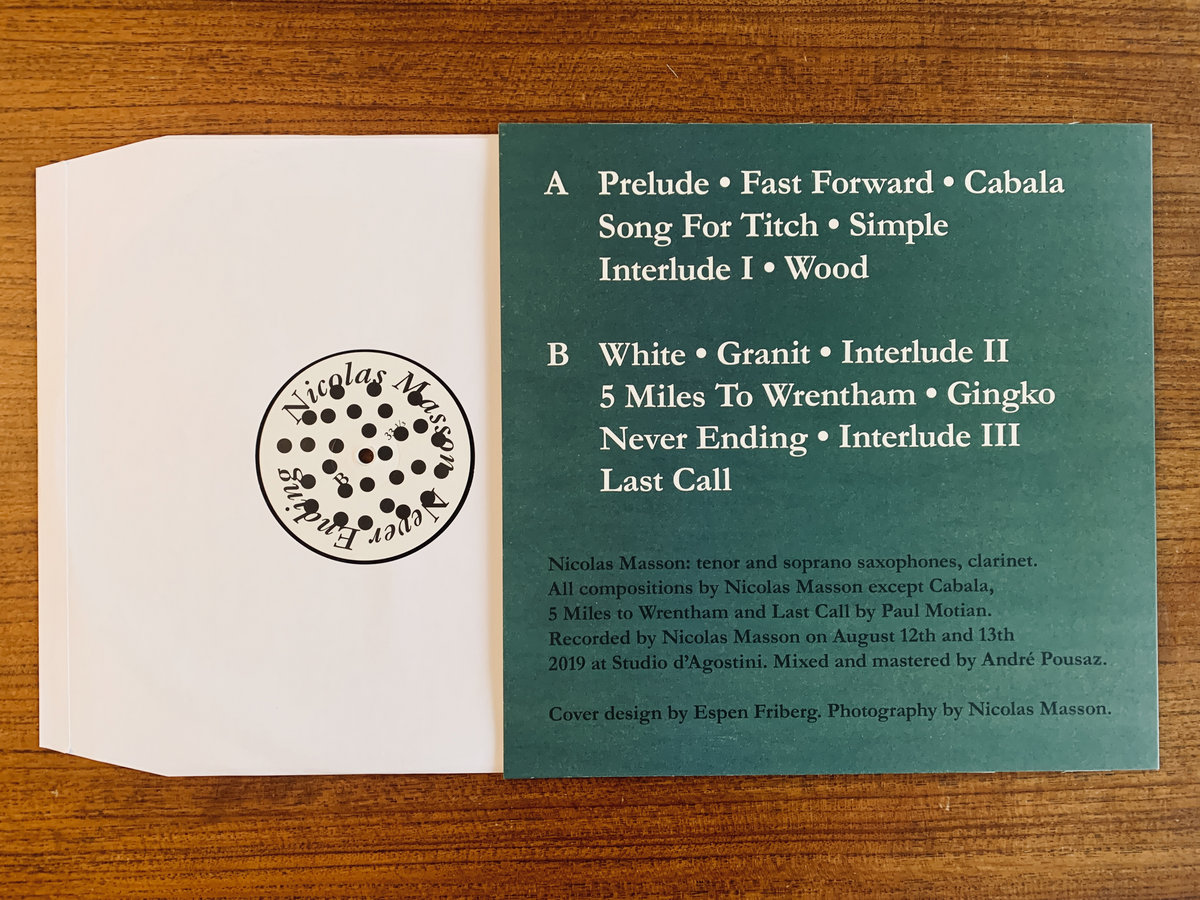 Nicolas Masson
Never Ending
33 1/3
B
A Prelude • Fast Forward • Cabala
Song For Titch • Simple
Interlude I • Wood
B White • Granit • Interlude II
5 Miles To Wrentham • Gingko
Never Ending • Interlude III
Last Call
Nicolas Masson: tenor and soprano saxophones, clarinet.
All compositions by Nicolas Masson except Cabala,
5 Miles to Wrentham and Last Call by Paul Motian.
Recorded by Nicolas Masson on August 12th and 13th
2019 at Studio d’Agostini. Mixed and mastered by André Pousaz.
Cover design by Espen Friberg. Photography by Nicolas Masson.